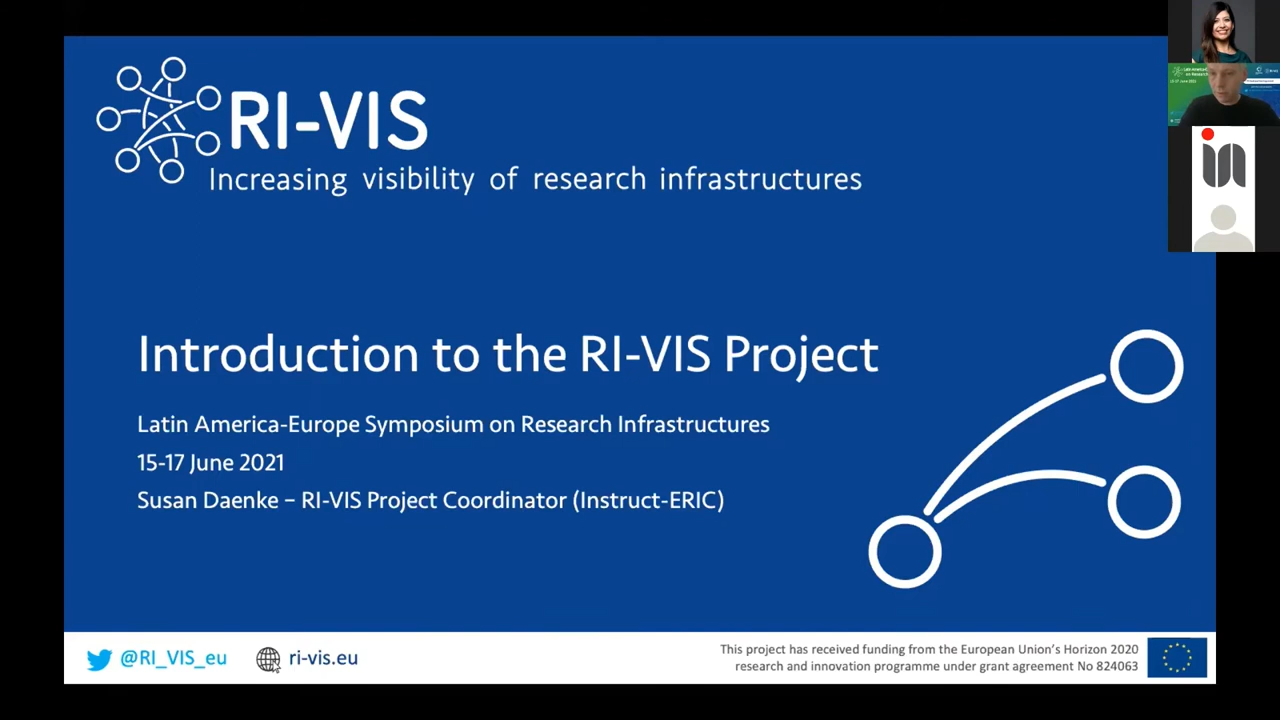 RI-VIS
Increasing visibility of research infrastructures
Introduction to the RI-VIS Project
Latin America-Europe Symposium on Research Infrastructures
15-17 June 2021
Susan Daenke – RI-VIS Project Coordinator (Instruct-ERIC)
@RI_VIS_eu
ri-vis.eu
This project has received funding from the European Union's Horizon 2020
research and innovation programme under grant agreement No 824063